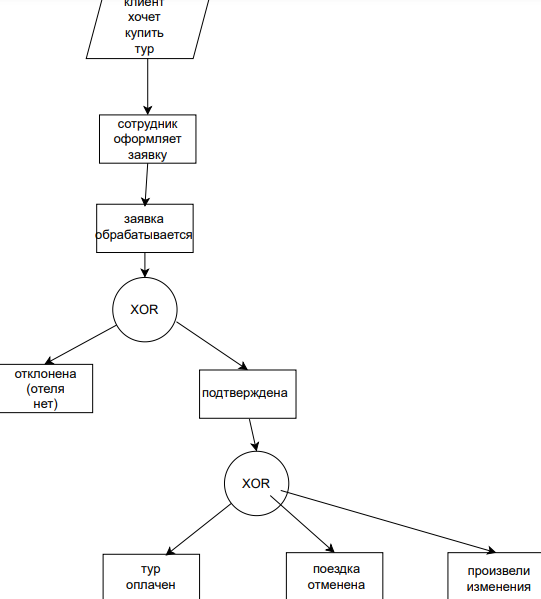 клиент
хочет
купить
тур
сотрудник
оформляет
заявку
заявка
обрабатывается
XOR
отклонена
(отеля
нет)
подтверждена
XOR
тур
оплачен
поездка
отменена
произвели
изменения